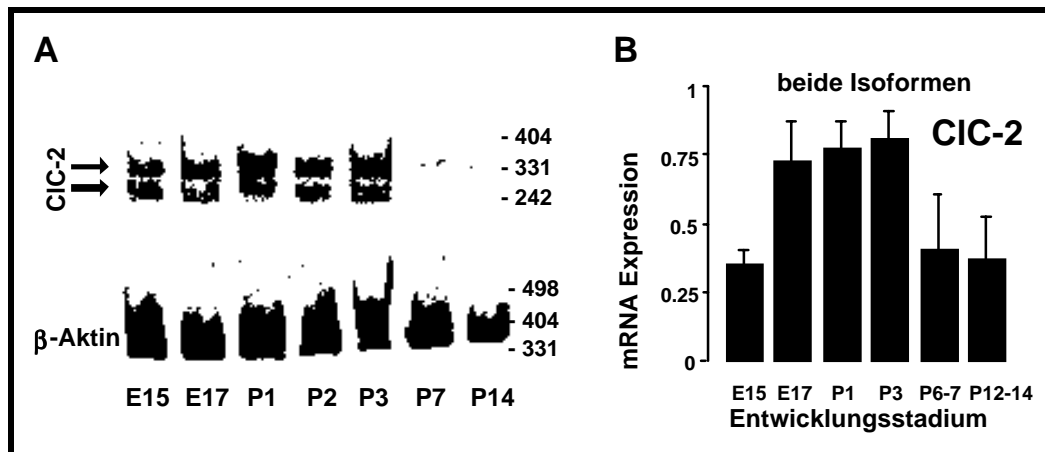 A
ClC-2
- 404
- 331
- 242
β-Aktin
- 498
- 404
- 331
E15 E17 P1 P2 P3 P7 P14
B
beide Isoformen
ClC-2
mRNA Expression
1
0.75
0.5
0.25
0
E15 E17 P1 P3 P6-7 P12-14
Entwicklungsstadium